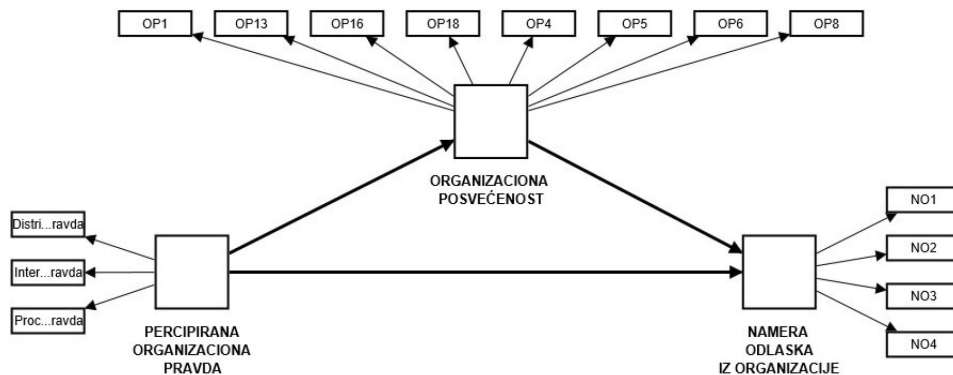 OP1
OP13
OP16
OP18
OP4
OP5
OP6
OP8
ORGANIZACIONA
POSVEĆENOST
Distri...ravda
Inter...ravda
Proc...ravda
PERCIPIRANA
ORGANIZACIONA
PRAVDA
NO1
NO2
NO3
NO4
NAMERA
ODLASKA
IZ ORGANIZACIJE